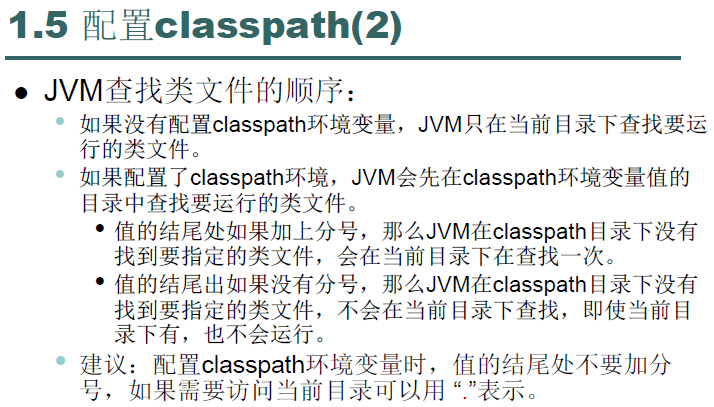 1.5 配置classpath(2)
● JVM查找类文件的顺序：
• 如果没有配置classpath环境变量，JVM只在当前目录下查找要运
行的类文件。
• 如果配置了classpath环境，JVM会先在classpath环境变量值的
目录中查找要运行的类文件。
• 值的结尾处如果加上分号，那么JVM在classpath目录下没有
找到要指定的类文件，会在当前目录下在查找一次。
• 值的结尾出如果没有分号，那么JVM在classpath目录下没有
找到要指定的类文件，不会在当前目录下查找，即使当前目
录下有，也不会运行。
• 建议：配置classpath环境变量时，值的结尾处不要加分
号，如果需要访问当前目录可以用 “.”表示。